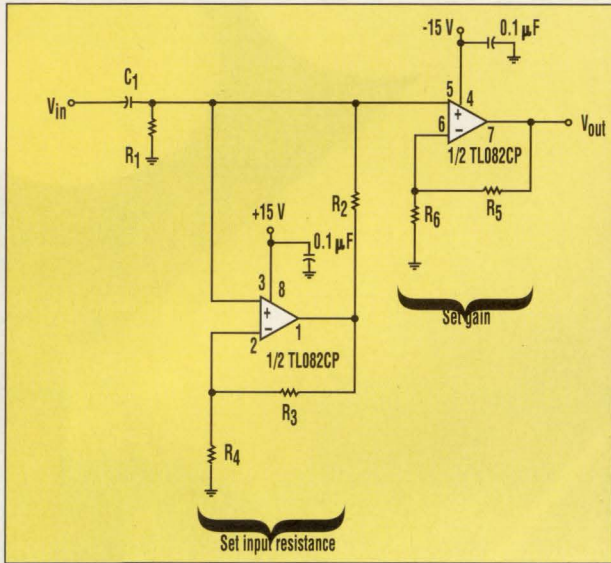 -15 V
0.1 μF
C1
Vin
R1
5 4
6
+
−
7
Vout
1/2 TL082CP
R2
R6
R5
+15 V
0.1 μF
Set gain
3 8
+
−
2
1
1/2 TL082CP
R3
R4
Set input resistance